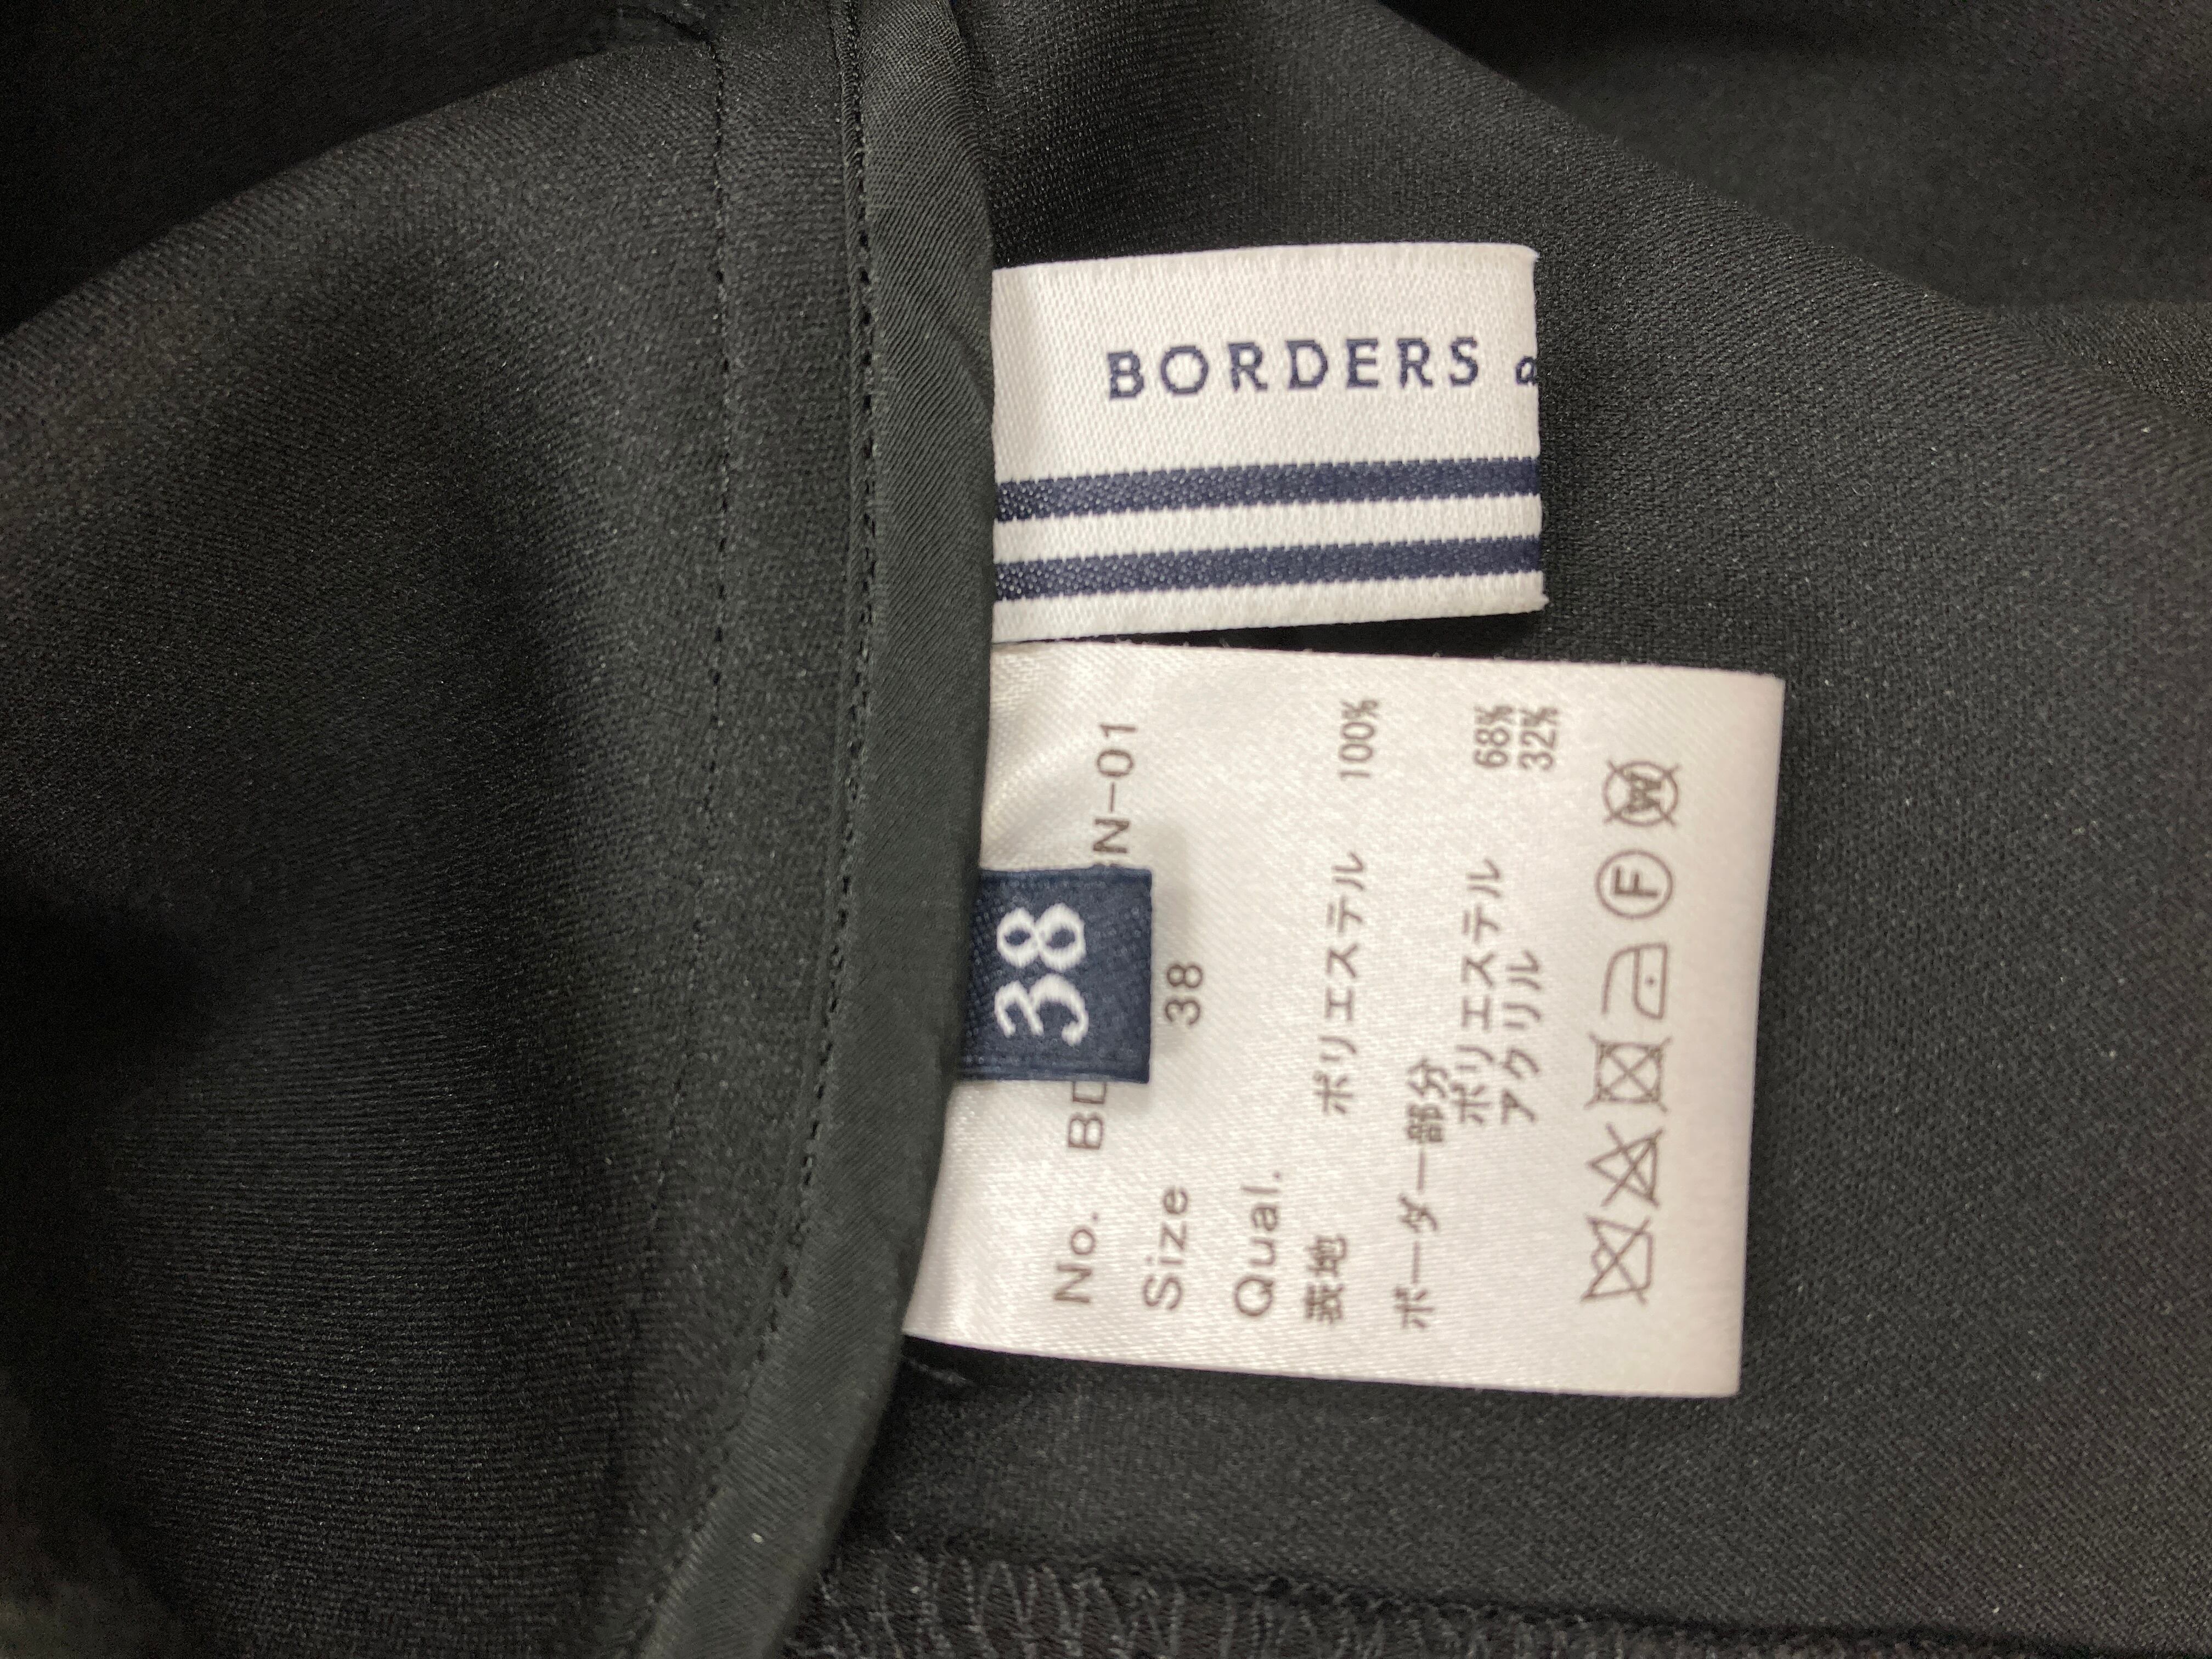 BORDERS
38
No. BD N-01
Size 38
Qual.
表地 ポリエステル 100%
ボーダー部分
ポリエステル 68%
アクリル 32%
F W